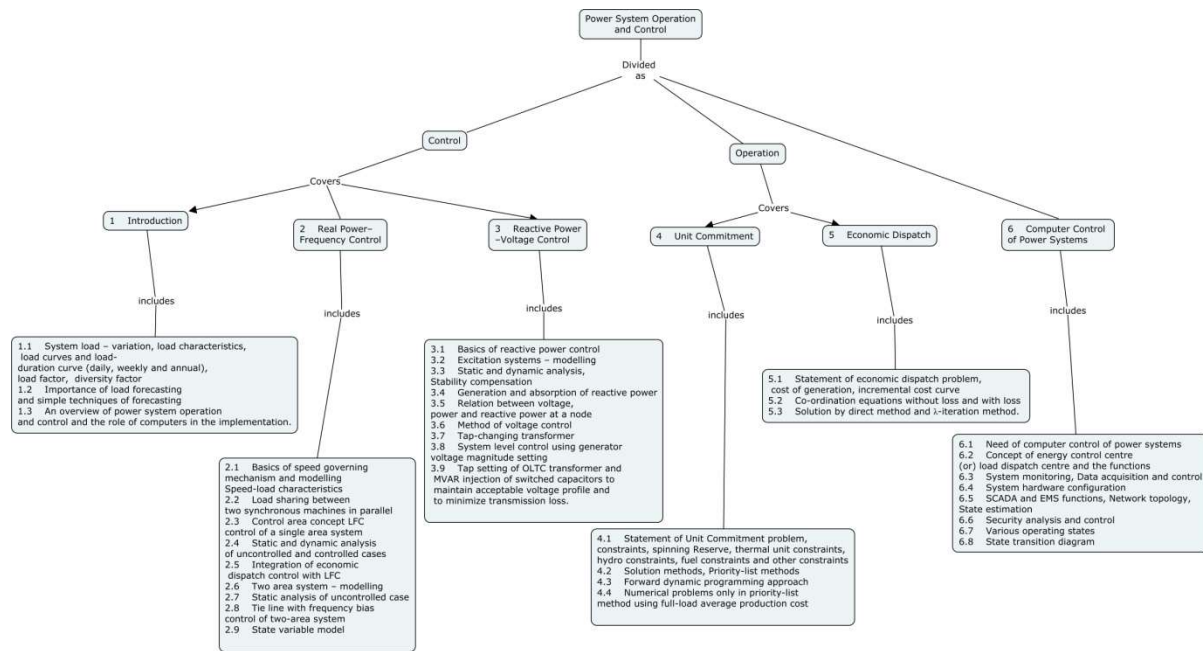 Power System Operation
and Control
Divided
as
Control
Operation
Covers
Covers
1 Introduction
2 Real Power–
Frequency Control
3 Reactive Power
–Voltage Control
4 Unit Commitment
5 Economic Dispatch
6 Computer Control
of Power Systems
includes
includes
includes
includes
includes
includes
1.1 System load – variation, load characteristics,
load curves and load-
duration curve (daily, weekly and annual),
load factor, diversity factor
1.2 Importance of load forecasting
and simple techniques of forecasting
1.3 An overview of power system operation
and control and the role of computers in the implementation.
2.1 Basics of speed governing
mechanism and modelling
Speed-load characteristics
2.2 Load sharing between
two synchronous machines in parallel
2.3 Control area concept LFC
control of a single area system
2.4 Static and dynamic analysis
of uncontrolled and controlled cases
2.5 Integration of economic
dispatch control with LFC
2.6 Two area system – modelling
2.7 Static analysis of uncontrolled case
2.8 Tie line with frequency bias
control of two-area system
2.9 State variable model
3.1 Basics of reactive power control
3.2 Excitation systems – modelling
3.3 Static and dynamic analysis,
Stability compensation
3.4 Generation and absorption of reactive power
3.5 Relation between voltage,
power and reactive power at a node
3.6 Method of voltage control
3.7 Tap-changing transformer
3.8 System level control using generator
voltage magnitude setting
3.9 Tap setting of OLTC transformer and
MVAR injection of switched capacitors to
maintain acceptable voltage profile and
to minimize transmission loss.
4.1 Statement of Unit Commitment problem,
constraints, spinning Reserve, thermal unit constraints,
hydro constraints, fuel constraints and other constraints
4.2 Solution methods, Priority-list methods
4.3 Forward dynamic programming approach
4.4 Numerical problems only in priority-list
method using full-load average production cost
5.1 Statement of economic dispatch problem,
cost of generation, incremental cost curve
5.2 Co-ordination equations without loss and with loss
5.3 Solution by direct method and λ-iteration method.
6.1 Need of computer control of power systems
6.2 Concept of energy control centre
(or) load dispatch centre and the functions
6.3 System monitoring, Data acquisition and control
6.4 System hardware configuration
6.5 SCADA and EMS functions, Network topology,
State estimation
6.6 Security analysis and control
6.7 Various operating states
6.8 State transition diagram